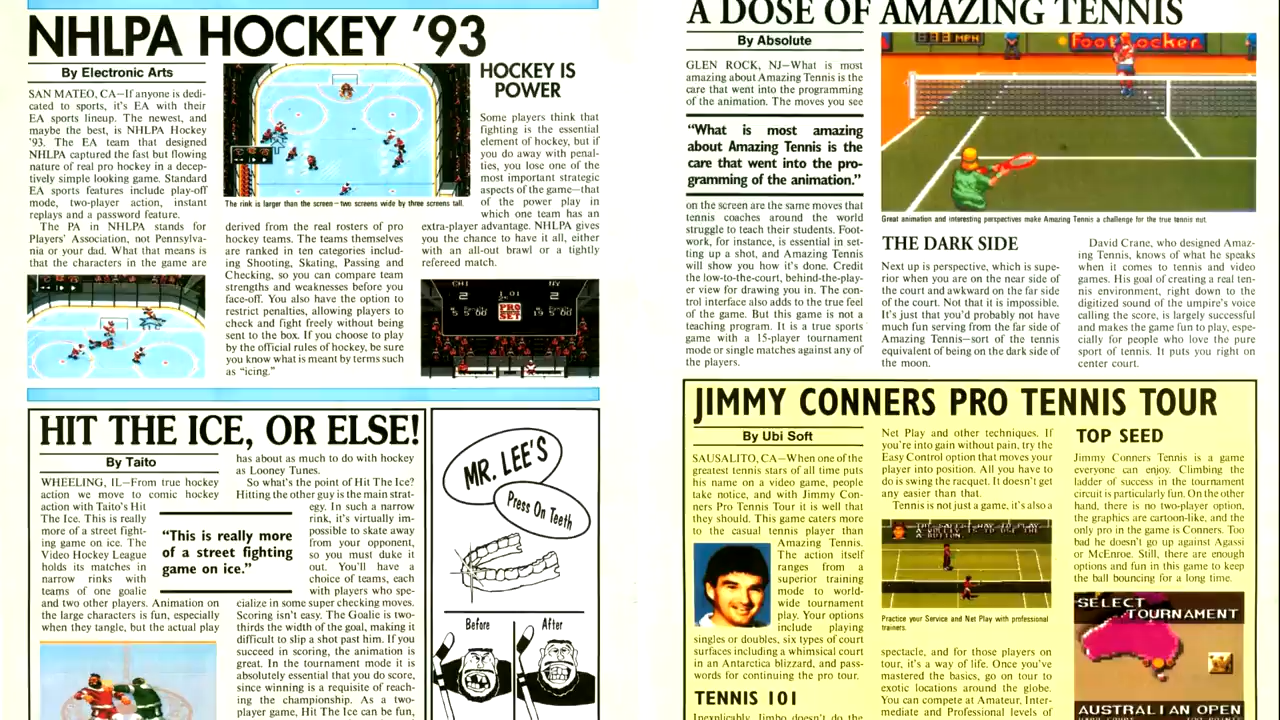 NHLPA HOCKEY '93
By Electronic Arts
SAN MATEO, CA—If anyone is dedi-
cated to sports, it's EA with their
EA sports lineup. The newest, and
maybe the best, is NHLPA Hockey
'93. The EA team that designed
NHLPA captured the fast but flowing
nature of real pro hockey in a decep-
tively simple looking game. Standard
EA sports features include play-off
mode, two-player action, instant
replays and a password feature.
The PA in NHLPA stands for
Players' Association, not Pennsylva-
nia or your dad. What that means is
that the characters in the game are
The rink is larger than the screen—two screens wide by three screens tall.
derived from the real rosters of pro
hockey teams. The teams themselves
are ranked in ten categories includ-
ing Shooting, Skating, Passing and
Checking, so you can compare team
strengths and weaknesses before you
face-off. You also have the option to
restrict penalties, allowing players to
check and fight freely without being
sent to the box. If you choose to play
by the official rules of hockey, be sure
you know what is meant by terms such
as "icing."
HOCKEY IS
POWER
Some players think that
fighting is the essential
element of hockey, but if
you do away with penal-
ties, you lose one of the
most important strategic
aspects of the game—that
of the power play in
which one team has an
extra-player advantage. NHLPA gives
you the chance to have it all, either
with an all-out brawl or a tightly
refereed match.
CHI NY
1 1.01 2
5 5:00 19 5:00
PRO
SET
HIT THE ICE, OR ELSE!
By Taito
WHEELING, IL—From true hockey
action we move to comic hockey
action with Taito's Hit
The Ice. This is really
more of a street fight-
ing game on ice. The
Video Hockey League
holds its matches in
narrow rinks with
teams of one goalie
and two other players. Animation on
the large characters is fun, especially
when they tangle, but the actual play
"This is really more
of a street fighting
game on ice."
has about as much to do with hockey
as Looney Tunes.
So what's the point of Hit The Ice?
Hitting the other guy is the main strat-
egy. In such a narrow
rink, it's virtually im-
possible to skate away
from your opponent,
so you must duke it
out. You'll have a
choice of teams, each
with players who spe-
cialize in some super checking moves.
Scoring isn't easy. The Goalie is two-
thirds the width of the goal, making it
difficult to slip a shot past him. If you
succeed in scoring, the animation is
great. In the tournament mode it is
absolutely essential that you do score,
since winning is a requisite of reach-
ing the championship. As a two-
player game, Hit The Ice can be fun,
MR. LEE'S
Press On Teeth
Before
After
A DOSE OF AMAZING TENNIS
By Absolute
GLEN ROCK, NJ—What is most
amazing about Amazing Tennis is the
care that went into the programming
of the animation. The moves you see
"What is most amazing
about Amazing Tennis is the
care that went into the pro-
gramming of the animation."
on the screen are the same moves that
tennis coaches around the world
struggle to teach their students. Foot-
work, for instance, is essential in set-
ting up a shot, and Amazing Tennis
will show you how it's done. Credit
the low-to-the-court, behind-the-play-
er view for drawing you in. The con-
trol interface also adds to the true feel
of the game. But this game is not a
teaching program. It is a true sports
game with a 15-player tournament
mode or single matches against any of
the players.
MPH
Foot Locker
Great animation and interesting perspectives make Amazing Tennis a challenge for the true tennis nut.
THE DARK SIDE
Next up is perspective, which is supe-
rior when you are on the near side of
the court and awkward on the far side
of the court. Not that it is impossible.
It's just that you'd probably not have
much fun serving from the far side of
Amazing Tennis—sort of the tennis
equivalent of being on the dark side of
the moon.
David Crane, who designed Amaz-
ing Tennis, knows of what he speaks
when it comes to tennis and video
games. His goal of creating a real ten-
nis environment, right down to the
digitized sound of the umpire's voice
calling the score, is largely successful
and makes the game fun to play, espe-
cially for people who love the pure
sport of tennis. It puts you right on
center court.
JIMMY CONNERS PRO TENNIS TOUR
By Ubi Soft
SAUSALITO, CA—When one of the
greatest tennis stars of all time puts
his name on a video game, people
take notice, and with Jimmy Con-
ners Pro Tennis Tour it is well that
they should. This game caters more
to the casual tennis player than
Amazing Tennis.
The action itself
ranges from a
superior training
mode to world-
wide tournament
play. Your options
include playing
singles or doubles, six types of court
surfaces including a whimsical court
in an Antarctica blizzard, and pass-
words for continuing the pro tour.
TENNIS 101
Inexplicably, Jimbo doesn't do the
Net Play and other techniques. If
you're into gain without pain, try the
Easy Control option that moves your
player into position. All you have to
do is swing the racquet. It doesn't get
any easier than that.
Tennis is not just a game, it's also a
Practice your Service and Net Play with professional
trainers.
spectacle, and for those players on
tour, it's a way of life. Once you've
mastered the basics, go on tour to
exotic locations around the globe.
You can compete at Amateur, Inter-
mediate and Professional levels of
TOP SEED
Jimmy Conners Tennis is a game
everyone can enjoy. Climbing the
ladder of success in the tournament
circuit is particularly fun. On the other
hand, there is no two-player option,
the graphics are cartoon-like, and the
only pro in the game is Conners. Too
bad he doesn't go up against Agassi
or McEnroe. Still, there are enough
options and fun in this game to keep
the ball bouncing for a long time.
SELECT
TOURNAMENT
AUSTRALIAN OPEN